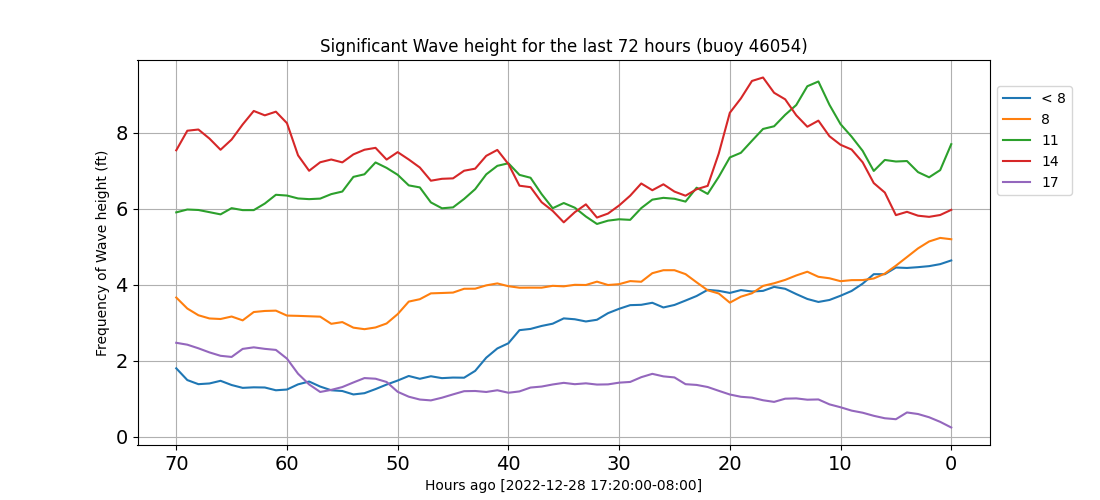 Significant Wave height for the last 72 hours (buoy 46054)
Frequency of Wave height (ft)
8
6
4
2
0
70 60 50 40 30 20 10 0
Hours ago [2022-12-28 17:20:00-08:00]
< 8
8
11
14
17